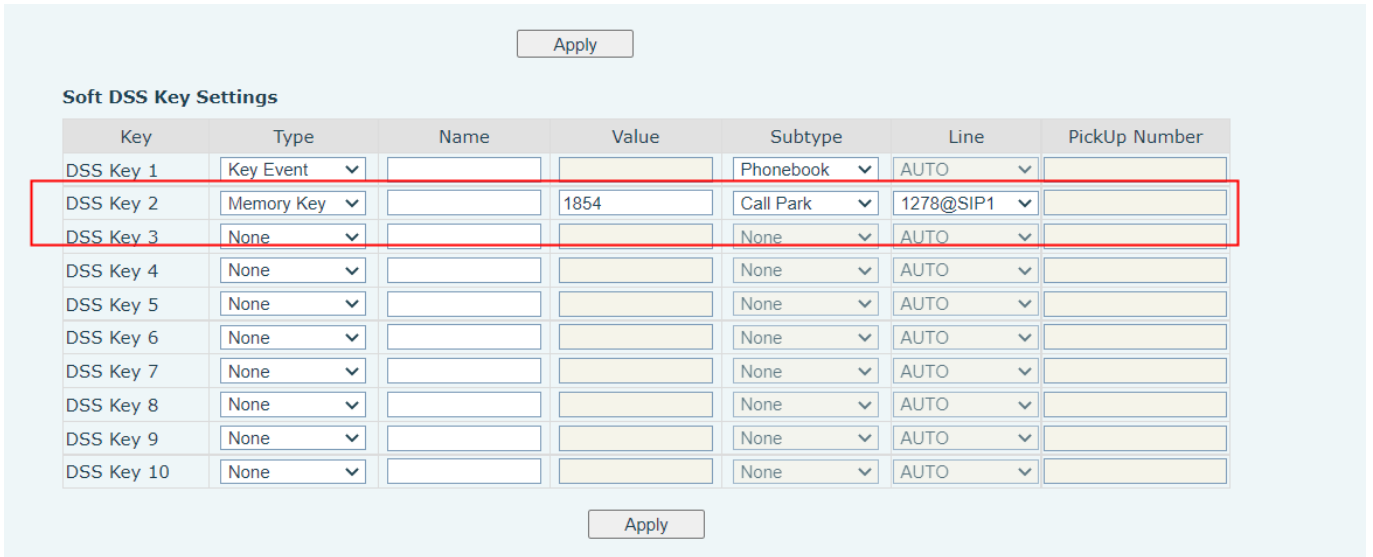 Apply
Soft DSS Key Settings
Key Type Name Value Subtype Line PickUp Number
DSS Key 1 Key Event Phonebook AUTO
DSS Key 2 Memory Key 1854 Call Park 1278@SIP1
DSS Key 3 None None AUTO
DSS Key 4 None None AUTO
DSS Key 5 None None AUTO
DSS Key 6 None None AUTO
DSS Key 7 None None AUTO
DSS Key 8 None None AUTO
DSS Key 9 None None AUTO
DSS Key 10 None None AUTO
Apply